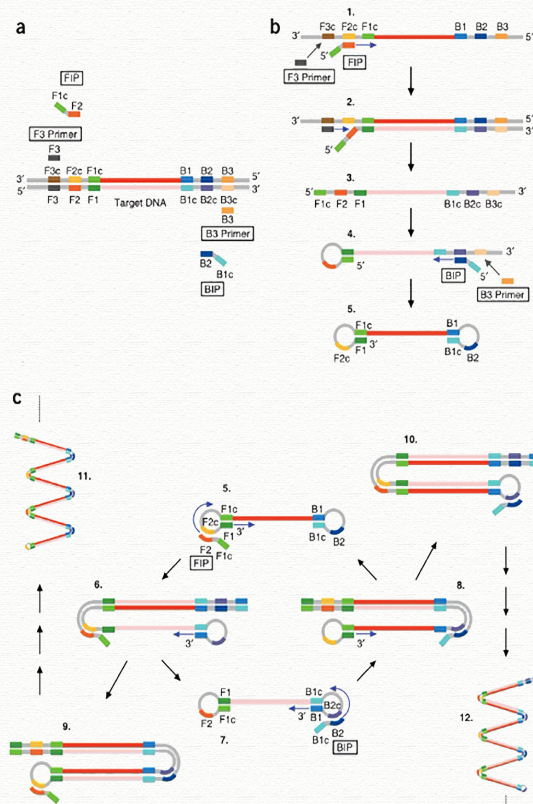 a
FIP
F1c
F2
F3 Primer
F3
F3c F2c F1c B1 B2 B3
3′ 5′
5′ 3′
F3 F2 F1 Target DNA B1c B2c B3c
B3
B3 Primer
B2
B1c
BIP
b
1.
F3c F2c F1c B1 B2 B3
3′ 5′
5′
FIP
F3 Primer
2.
3′ 5′
3′
5′
3.
5′ 3′
F1c F2 F1 B1c B2c B3c
4.
3′
5′
BIP 5′
B3 Primer
5.
F1c B1
F1 3′ B1c
F2c B2
c
11.
5.
F1c B1
F2c
F1 3′ B1c
F2 B2
F1c
FIP
6.
3′
7.
F1 B1c
B2c
3′
F2 F1c B1
B2
B1c
BIP
8.
3′
9.
10.
12.